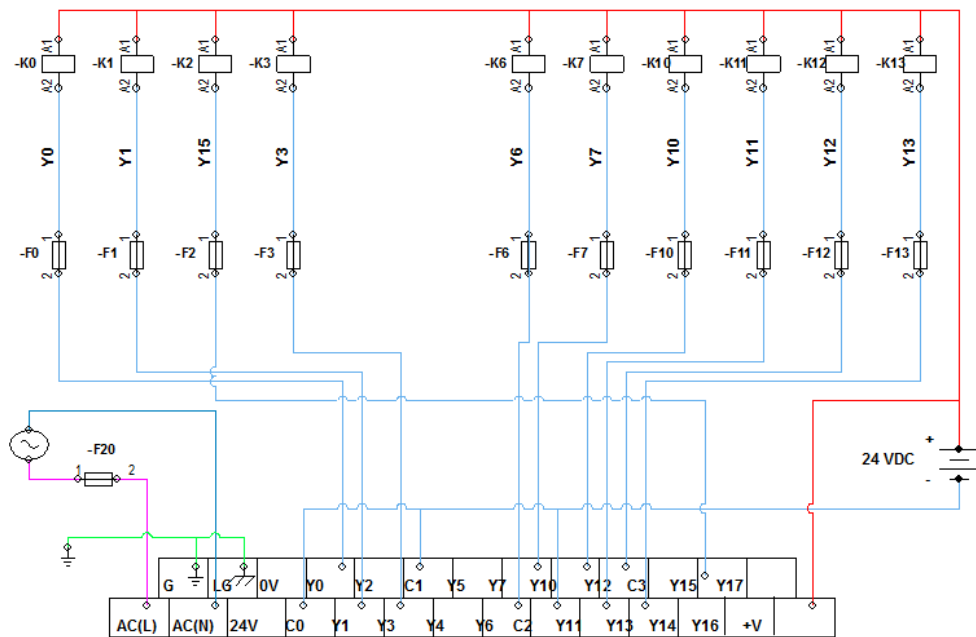 A1 A1 A1 A1 A1 A1 A1 A1 A1 A1
-K0 -K1 -K2 -K3 -K6 -K7 -K10 -K11 -K12 -K13
A2 A2 A2 A2 A2 A2 A2 A2 A2 A2
Y0 Y1 Y15 Y3 Y6 Y7 Y10 Y11 Y12 Y13
1 1 1 1 1 1 1 1 1 1
-F0 -F1 -F2 -F3 -F6 -F7 -F10 -F11 -F12 -F13
2 2 2 2 2 2 2 2 2 2
-F20
1 2
+
24 VDC
-
G LG 0V Y0 Y2 C1 Y5 Y7 Y10 Y12 C3 Y15 Y17
AC(L) AC(N) 24V C0 Y1 Y3 Y4 Y6 C2 Y11 Y13 Y14 Y16 +V